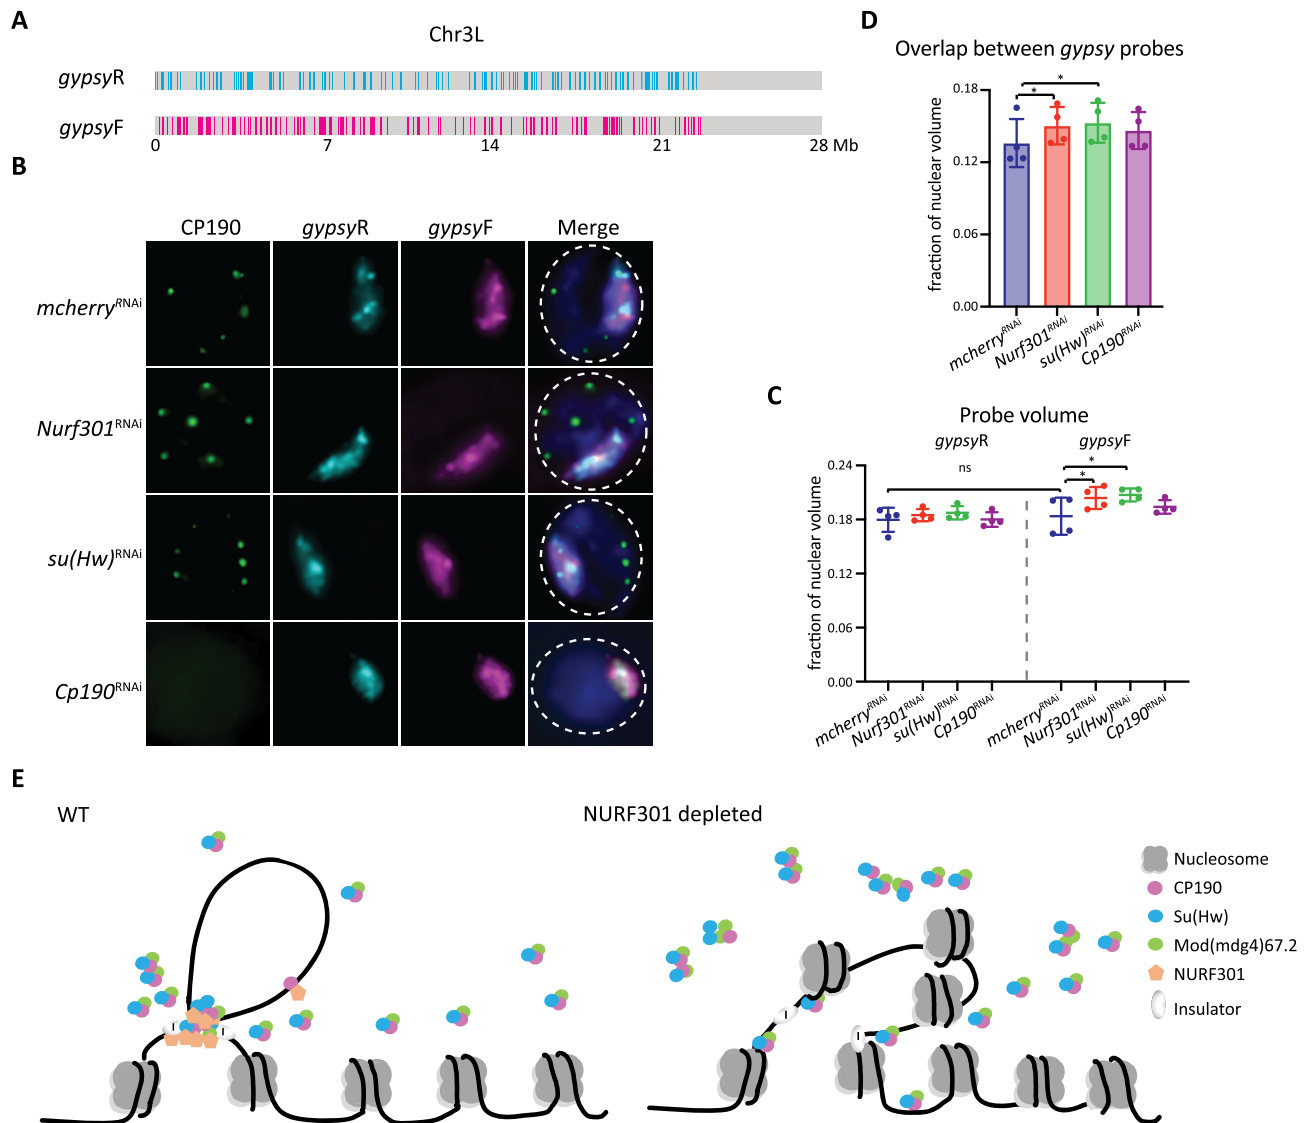 A
Chr3L
gypsyR
gypsyF
0 7 14 21 28 Mb
B
CP190 gypsyR gypsyF Merge
mcherryRNAi
Nurf301RNAi
su(Hw)RNAi
Cp190RNAi
D
Overlap between gypsy probes
fraction of nuclear volume
0.18
0.12
0.06
0.00
* *
mcherryRNAi Nurf301RNAi su(Hw)RNAi Cp190RNAi
C
Probe volume
gypsyR gypsyF
fraction of nuclear volume
0.24
0.18
0.12
0.06
0.00
ns * *
mcherryRNAi Nurf301RNAi su(Hw)RNAi Cp190RNAi mcherryRNAi Nurf301RNAi su(Hw)RNAi Cp190RNAi
E
WT
NURF301 depleted
I I I I
Nucleosome
CP190
Su(Hw)
Mod(mdg4)67.2
NURF301
I Insulator